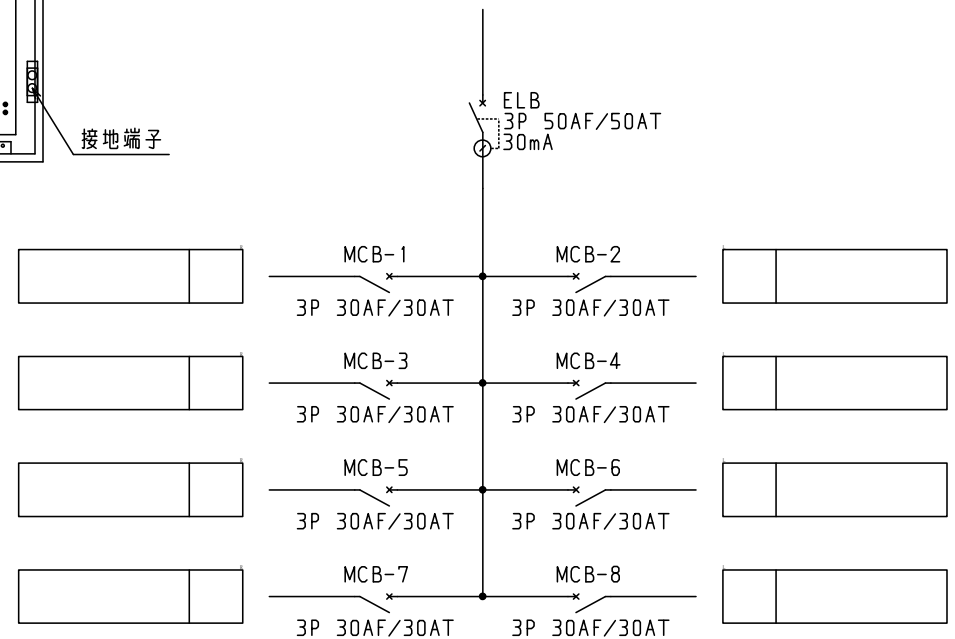 ELB
3P 50AF/50AT
30mA
接地端子
MCB-1
MCB-2
3P 30AF/30AT
3P 30AF/30AT
MCB-3
MCB-4
3P 30AF/30AT
3P 30AF/30AT
MCB-5
MCB-6
3P 30AF/30AT
3P 30AF/30AT
MCB-7
MCB-8
3P 30AF/30AT
3P 30AF/30AT